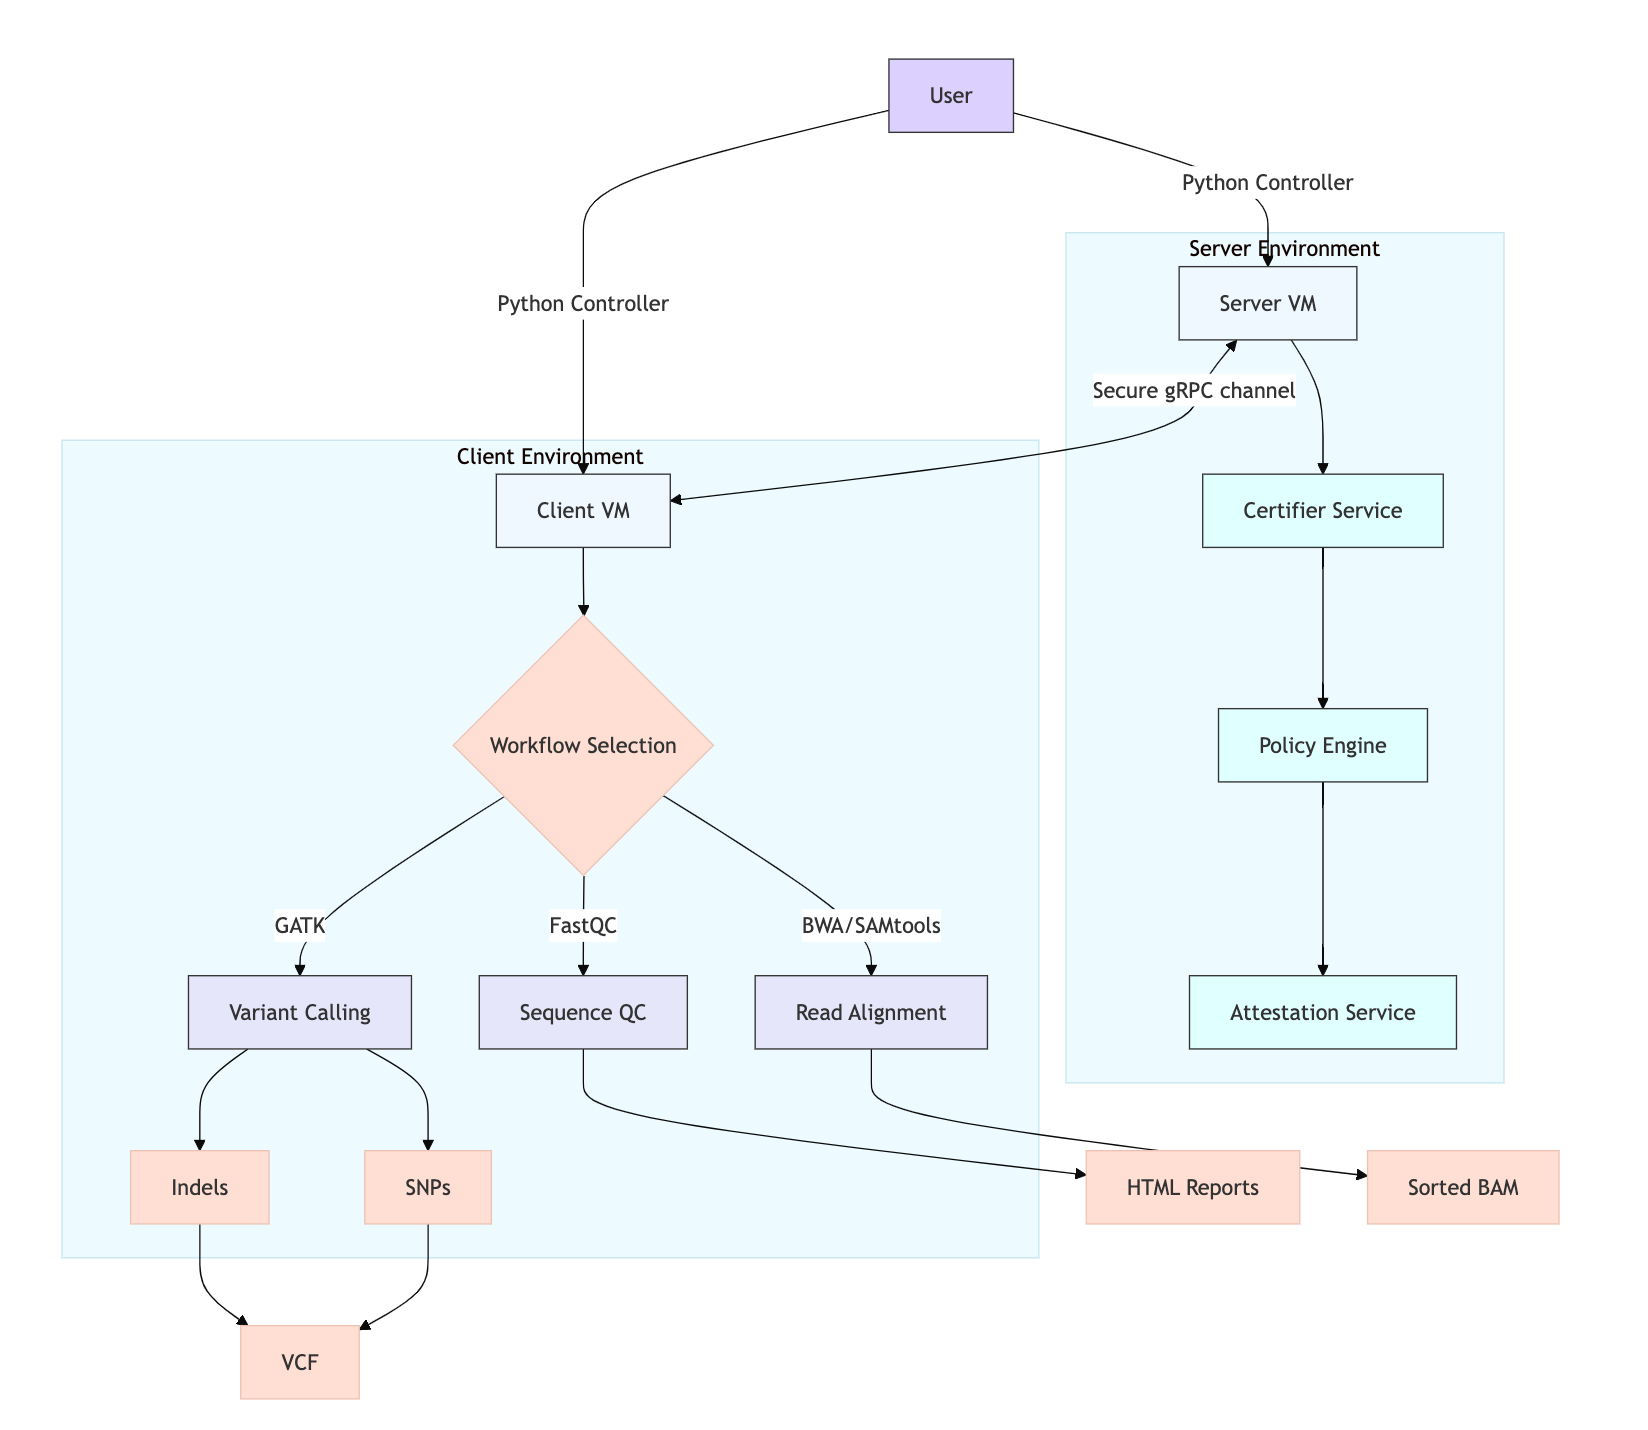 User
Python Controller
Server Environment
Python Controller
Server VM
Secure gRPC channel
Client Environment
Client VM
Certifier Service
Workflow Selection
Policy Engine
GATK
FastQC
BWA/SAMtools
Variant Calling
Sequence QC
Read Alignment
Attestation Service
Indels
SNPs
HTML Reports
Sorted BAM
VCF